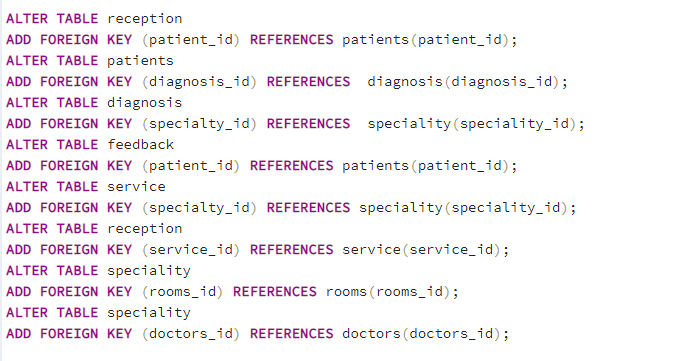 ALTER TABLE reception
ADD FOREIGN KEY (patient_id) REFERENCES patients(patient_id);
ALTER TABLE patients
ADD FOREIGN KEY (diagnosis_id) REFERENCES  diagnosis(diagnosis_id);
ALTER TABLE diagnosis
ADD FOREIGN KEY (specialty_id) REFERENCES  speciality(speciality_id);
ALTER TABLE feedback
ADD FOREIGN KEY (patient_id) REFERENCES patients(patient_id);
ALTER TABLE service
ADD FOREIGN KEY (specialty_id) REFERENCES speciality(speciality_id);
ALTER TABLE reception
ADD FOREIGN KEY (service_id) REFERENCES service(service_id);
ALTER TABLE speciality
ADD FOREIGN KEY (rooms_id) REFERENCES rooms(rooms_id);
ALTER TABLE speciality
ADD FOREIGN KEY (doctors_id) REFERENCES doctors(doctors_id);